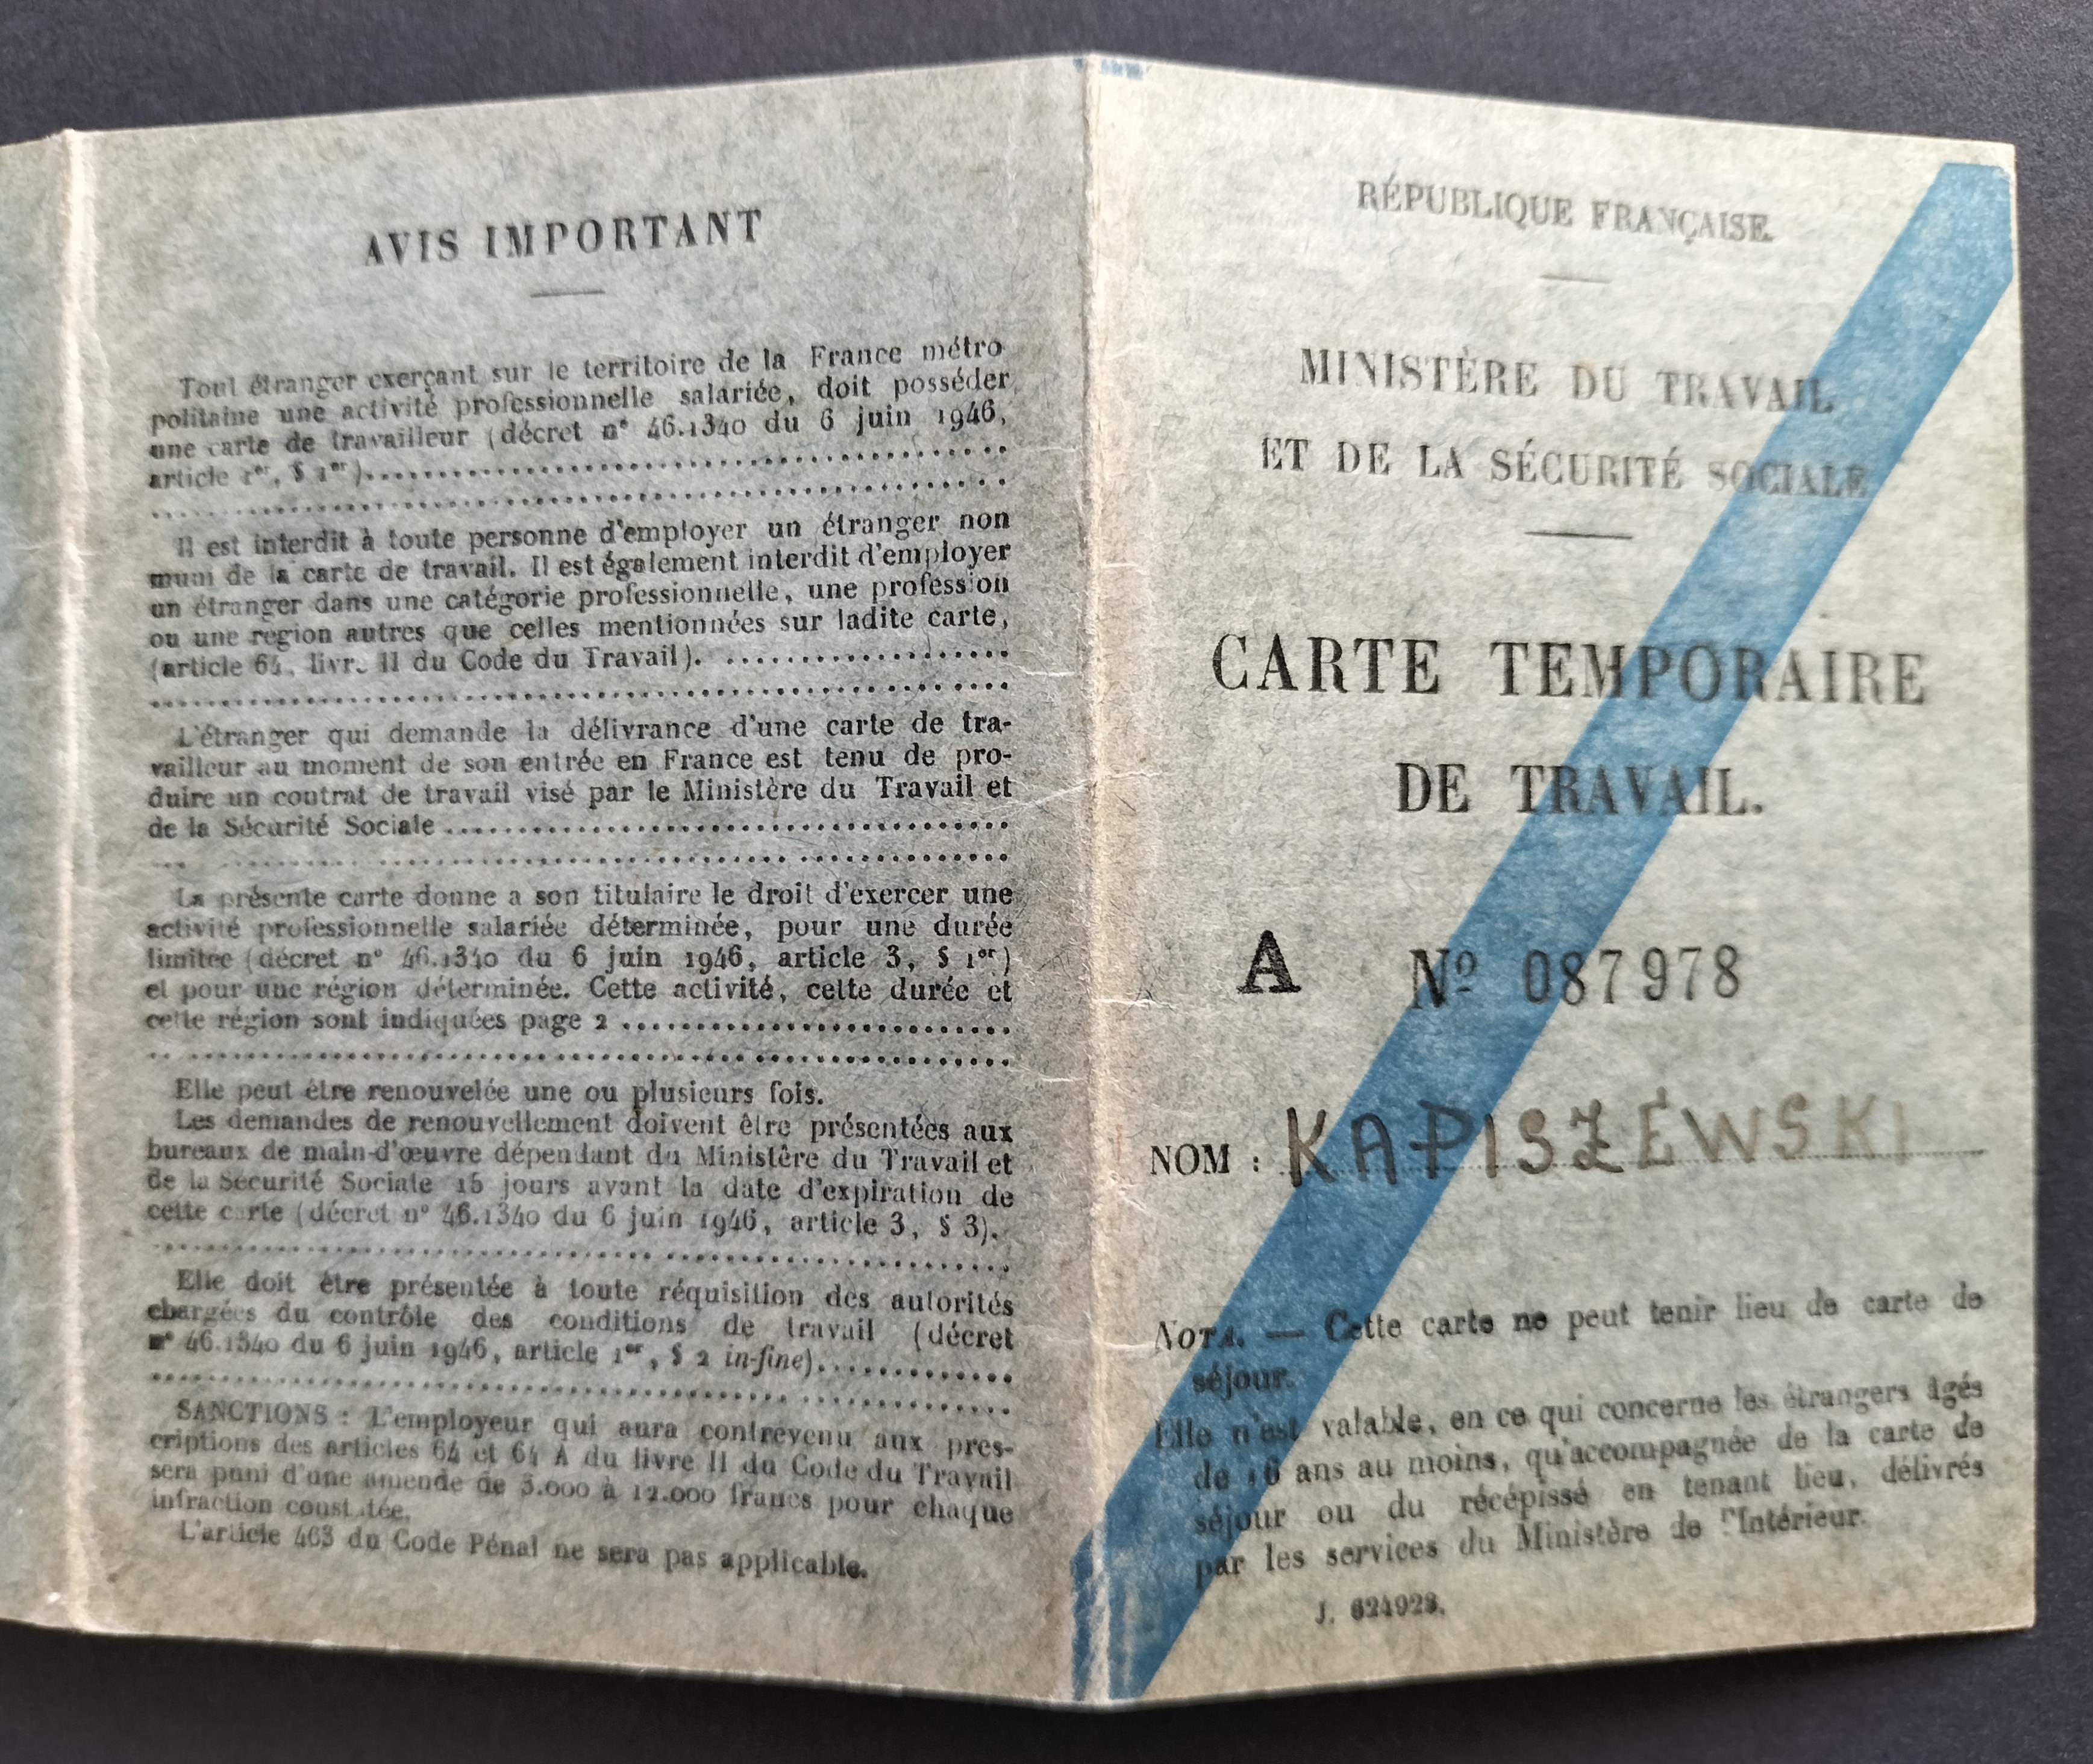 AVIS IMPORTANT
Tout étranger exerçant sur le territoire de la France métro
politaine une activité professionnelle salariée, doit posséder
une carte de travailleur (décret n° 46.1340 du 6 juin 1946,
article 1er, § 1er)
Il est interdit à toute personne d'employer un étranger non
muni de la carte de travail. Il est également interdit d'employer
un étranger dans une catégorie professionnelle, une profession
ou une région autres que celles mentionnées sur ladite carte,
(article 64, livre II du Code du Travail).
L'étranger qui demande la délivrance d'une carte de tra-
vailleur au moment de son entrée en France est tenu de pro-
duire un contrat de travail visé par le Ministère du Travail et
de la Sécurité Sociale
La présente carte donne a son titulaire le droit d'exercer une
activité professionnelle salariée déterminée, pour une durée
limitée (décret n° 46.1340 du 6 juin 1946, article 3, § 1er)
et pour une région déterminée. Cette activité, cette durée et
cette région sont indiquées page 2
Elle peut être renouvelée une ou plusieurs fois.
Les demandes de renouvellement doivent être présentées aux
bureaux de main-d'œuvre dépendant du Ministère du Travail et
de la Sécurité Sociale 15 jours avant la date d'expiration de
cette carte (décret n° 46.1340 du 6 juin 1946, article 3, § 3).
Elle doit être présentée à toute réquisition des autorités
chargées du contrôle des conditions de travail (décret
n° 46.1340 du 6 juin 1946, article 1er, § 2 in-fine).
SANCTIONS : L'employeur qui aura contrevenu aux pres-
criptions des articles 64 et 64 A du livre II du Code du Travail
sera puni d'une amende de 3.000 à 12.000 francs pour chaque
infraction constatée.
L'article 463 du Code Pénal ne sera pas applicable.
RÉPUBLIQUE FRANÇAISE.
MINISTÈRE DU TRAVAIL
ET DE LA SÉCURITÉ SOCIALE
CARTE TEMPORAIRE
DE TRAVAIL.
A Nº 087978
NOM : KAPISZEWSKI
NOTA. — Cette carte ne peut tenir lieu de carte de
séjour.
Elle n'est valable, en ce qui concerne les étrangers âgés
de 16 ans au moins, qu'accompagnée de la carte de
séjour ou du récépissé en tenant lieu, délivrés
par les services du Ministère de l'Intérieur.
J. 624928.